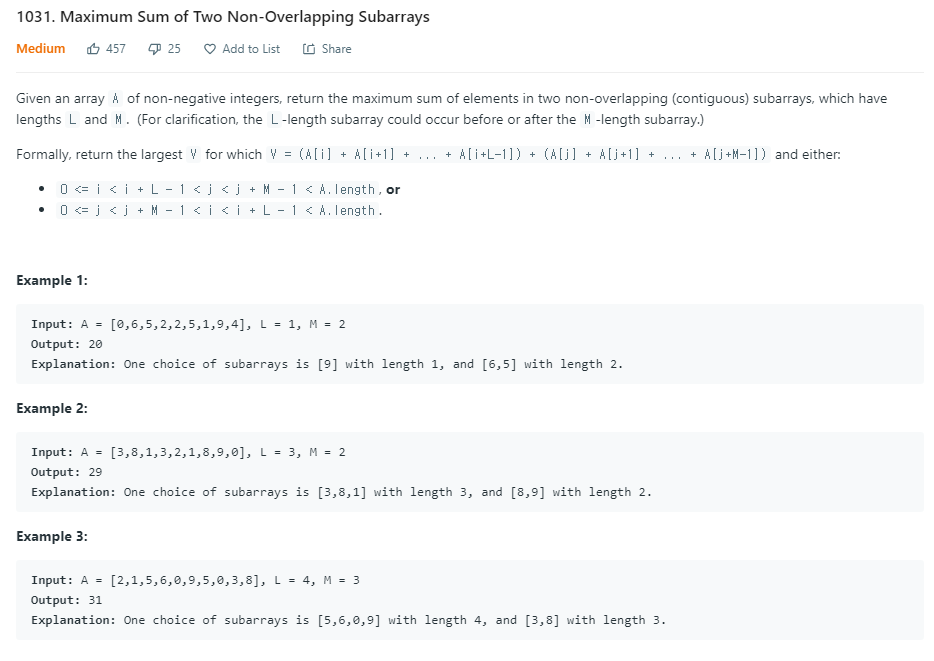 1031. Maximum Sum of Two Non-Overlapping Subarrays
Medium 457 25 Add to List Share
Given an array A of non-negative integers, return the maximum sum of elements in two non-overlapping (contiguous) subarrays, which have
lengths L and M. (For clarification, the L-length subarray could occur before or after the M-length subarray.)
Formally, return the largest V for which V = (A[i] + A[i+1] + ... + A[i+L-1]) + (A[j] + A[j+1] + ... + A[j+M-1]) and either:
• 0 <= i < i + L - 1 < j < j + M - 1 < A.length, or
• 0 <= j < j + M - 1 < i < i + L - 1 < A.length.
Example 1:
Input: A = [0,6,5,2,2,5,1,9,4], L = 1, M = 2
Output: 20
Explanation: One choice of subarrays is [9] with length 1, and [6,5] with length 2.
Example 2:
Input: A = [3,8,1,3,2,1,8,9,0], L = 3, M = 2
Output: 29
Explanation: One choice of subarrays is [3,8,1] with length 3, and [8,9] with length 2.
Example 3:
Input: A = [2,1,5,6,0,9,5,0,3,8], L = 4, M = 3
Output: 31
Explanation: One choice of subarrays is [5,6,0,9] with length 4, and [3,8] with length 3.